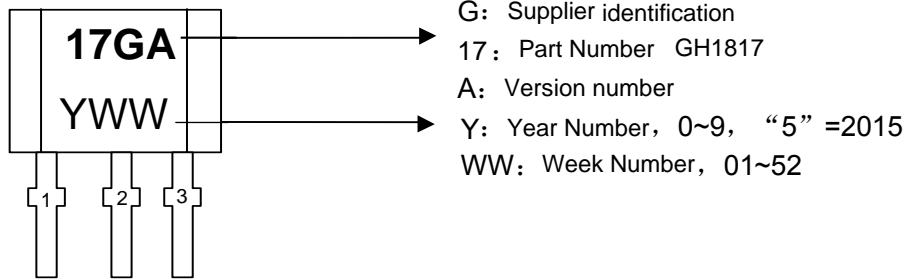 17GA
YWW
1 2 3
G: Supplier identification
17: Part Number GH1817
A: Version number
Y: Year Number, 0~9, “5” =2015
WW: Week Number, 01~52